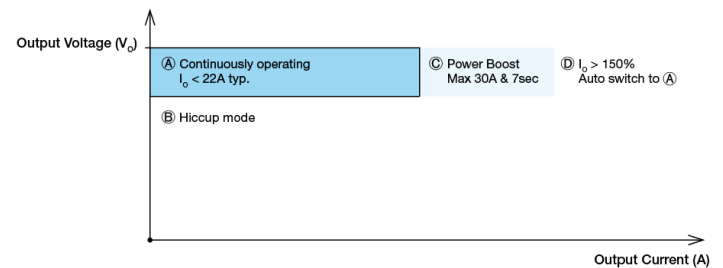 Output Voltage (Vo)
Ⓐ Continuously operating
Io < 22A typ.
Ⓒ Power Boost
Max 30A & 7sec
Ⓓ Io > 150%
Auto switch to Ⓐ
Ⓑ Hiccup mode
Output Current (A)